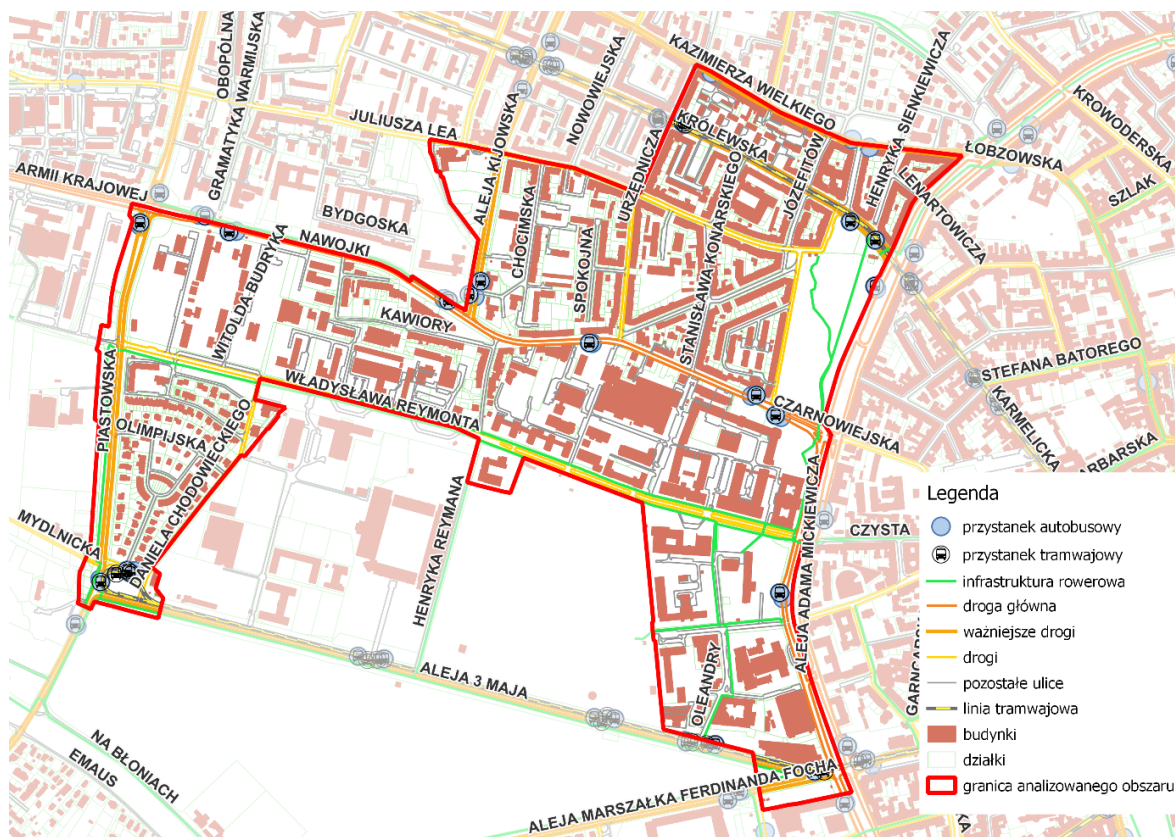 OBOPÓLNA
GRAMATYKA WARMIJSKA
JULIUSZA LEA
ALEJA KIJOWSKA
NOWOWIEJSKA
KAZIMIERZA WIELKIEGO
URZĘDNICZA
KRÓLEWSKA
STANISŁAWA KONARSKIEGO
JÓZEFITÓW
HENRYKA SIENKIEWICZA
LENARTOWICZA
ŁOBZOWSKA
KROWODERSKA
SZLAK
ARMII KRAJOWEJ
BYDGOSKA
NAWOJKI
WITOLDA BUDRYKA
CHOCIMSKA
SPOKOJNA
KAWIORY
WŁADYSŁAWA REYMONTA
PIASTOWSKA
OLIMPIJSKA
DANIELA CHODOWIECKIEGO
MYDLNICKA
HENRYKA REYMANA
CZARNOWIEJSKA
STEFANA BATOREGO
KARMELICKA
ARBARSKA
ALEJA ADAMA MICKIEWICZA
CZYSTA
ALEJA 3 MAJA
OLEANDRY
NA BŁONIACH
EMAUS
ALEJA MARSZAŁKA FERDINANDA FOCHA
Legenda
przystanek autobusowy
przystanek tramwajowy
infrastruktura rowerowa
droga główna
ważniejsze drogi
drogi
pozostałe ulice
linia tramwajowa
budynki
działki
granica analizowanego obszaru